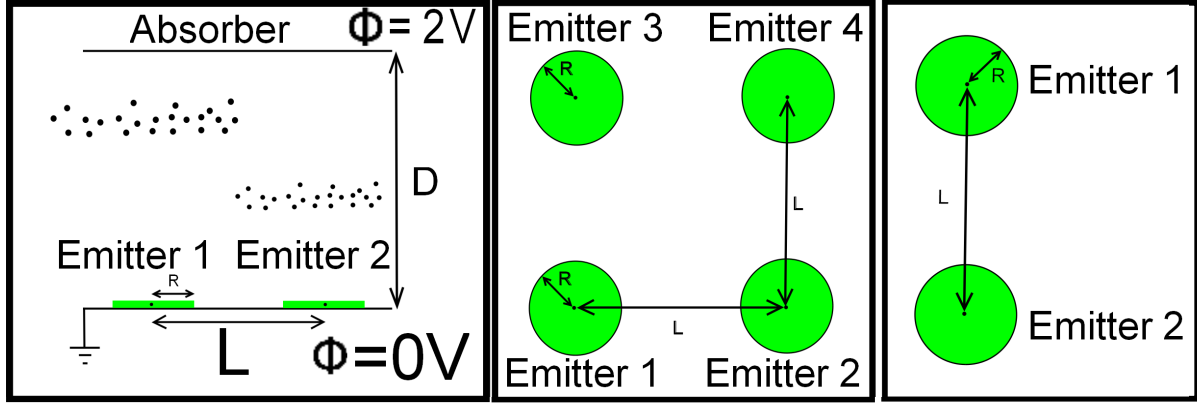 Absorber Φ= 2V
D
Emitter 1 Emitter 2
R
L Φ=0V
Emitter 3 Emitter 4
R
L
R
L
Emitter 1 Emitter 2
R
Emitter 1
L
Emitter 2